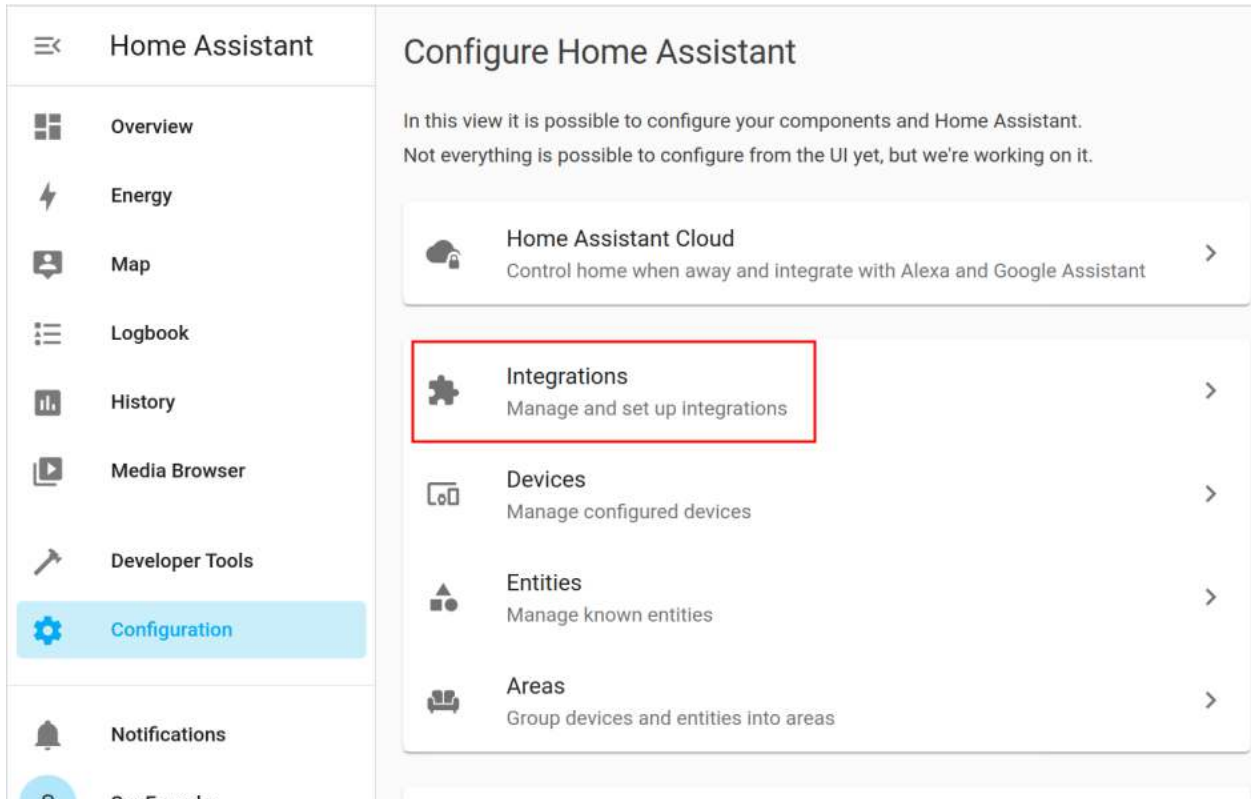 Home Assistant
Overview
Energy
Map
Logbook
History
Media Browser
Developer Tools
Configuration
Notifications
Configure Home Assistant
In this view it is possible to configure your components and Home Assistant.
Not everything is possible to configure from the UI yet, but we're working on it.
Home Assistant Cloud
Control home when away and integrate with Alexa and Google Assistant
Integrations
Manage and set up integrations
Devices
Manage configured devices
Entities
Manage known entities
Areas
Group devices and entities into areas